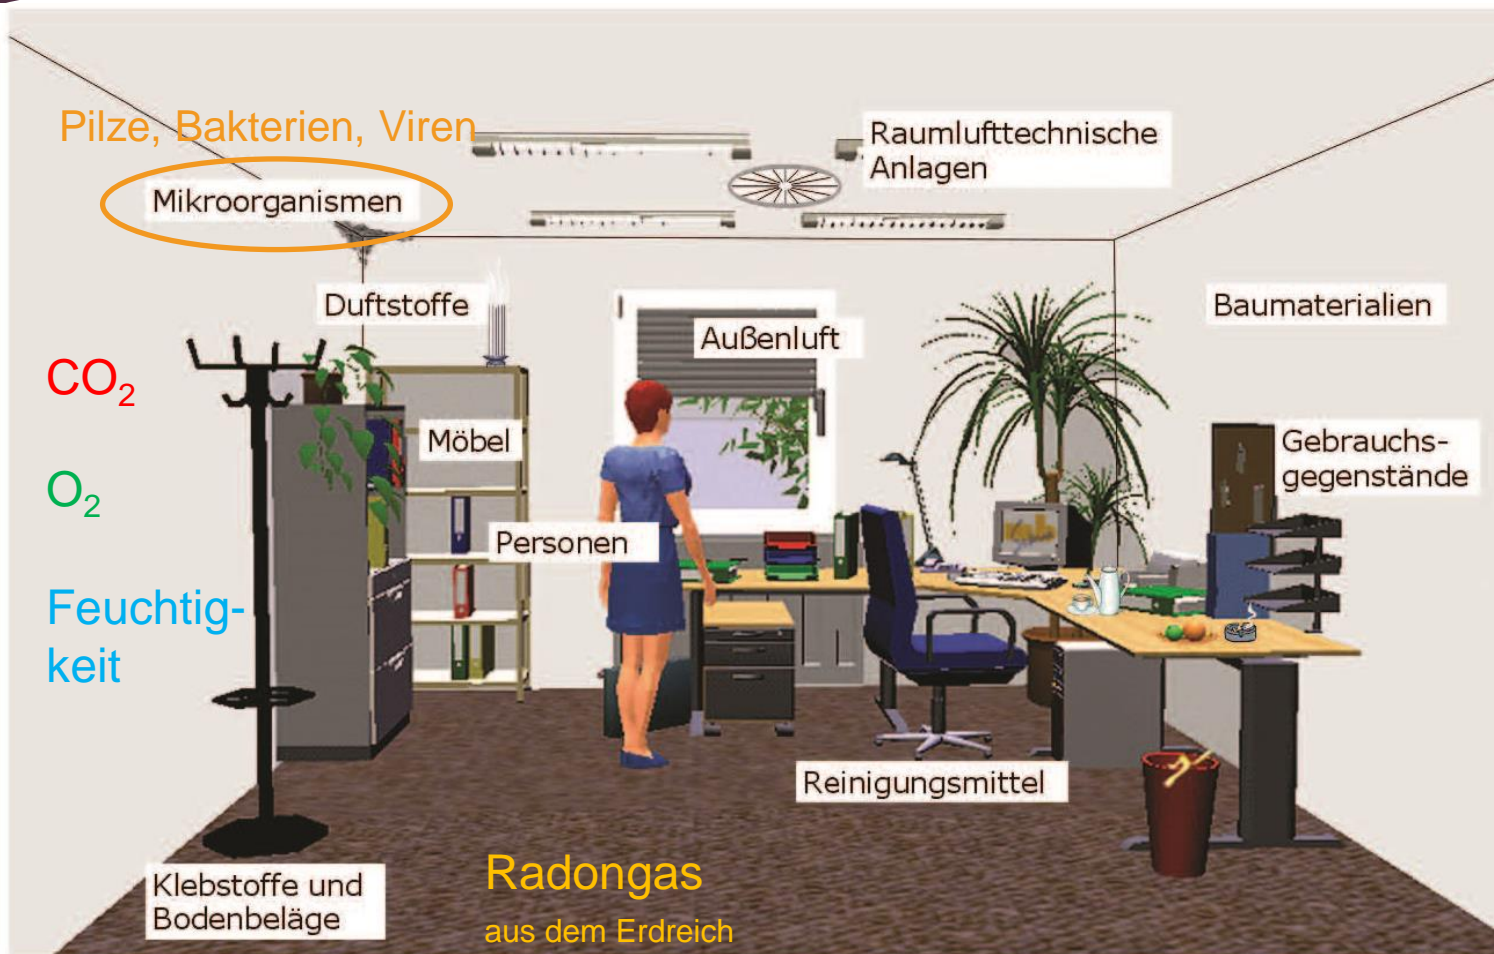 Pilze, Bakterien, Viren
Raumlufttechnische
Anlagen
Mikroorganismen
Duftstoffe
Baumaterialien
Außenluft
CO₂
Möbel
Gebrauchs-
gegenstände
O₂
Personen
Feuchtig-
keit
Reinigungsmittel
Klebstoffe und
Bodenbeläge
Radongas
aus dem Erdreich